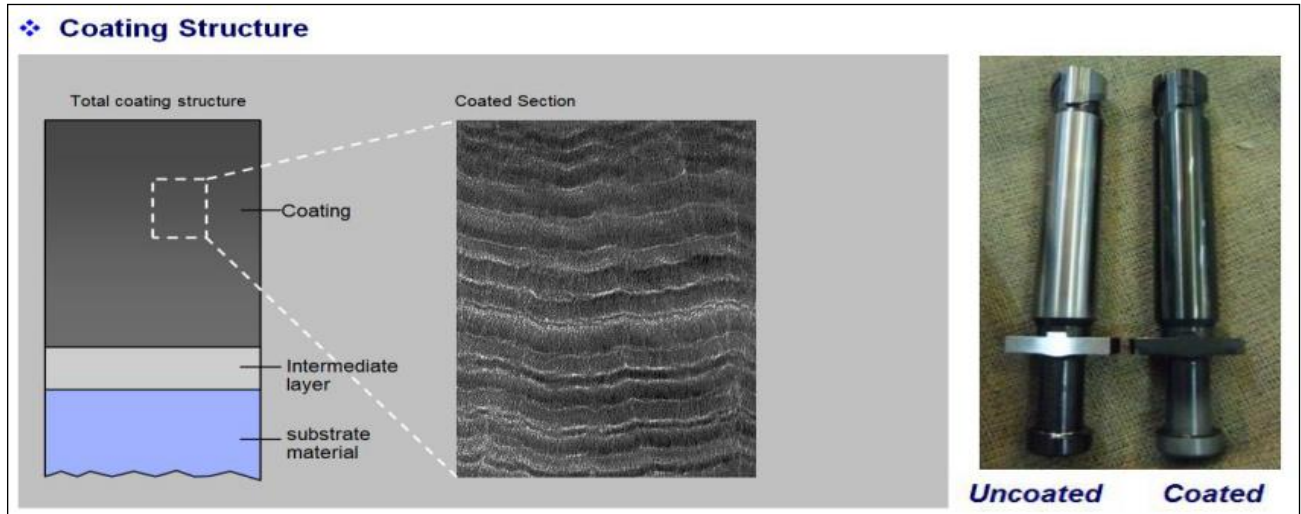 Coating Structure
Total coating structure
Coated Section
Coating
Intermediate
layer
substrate
material
Uncoated
Coated